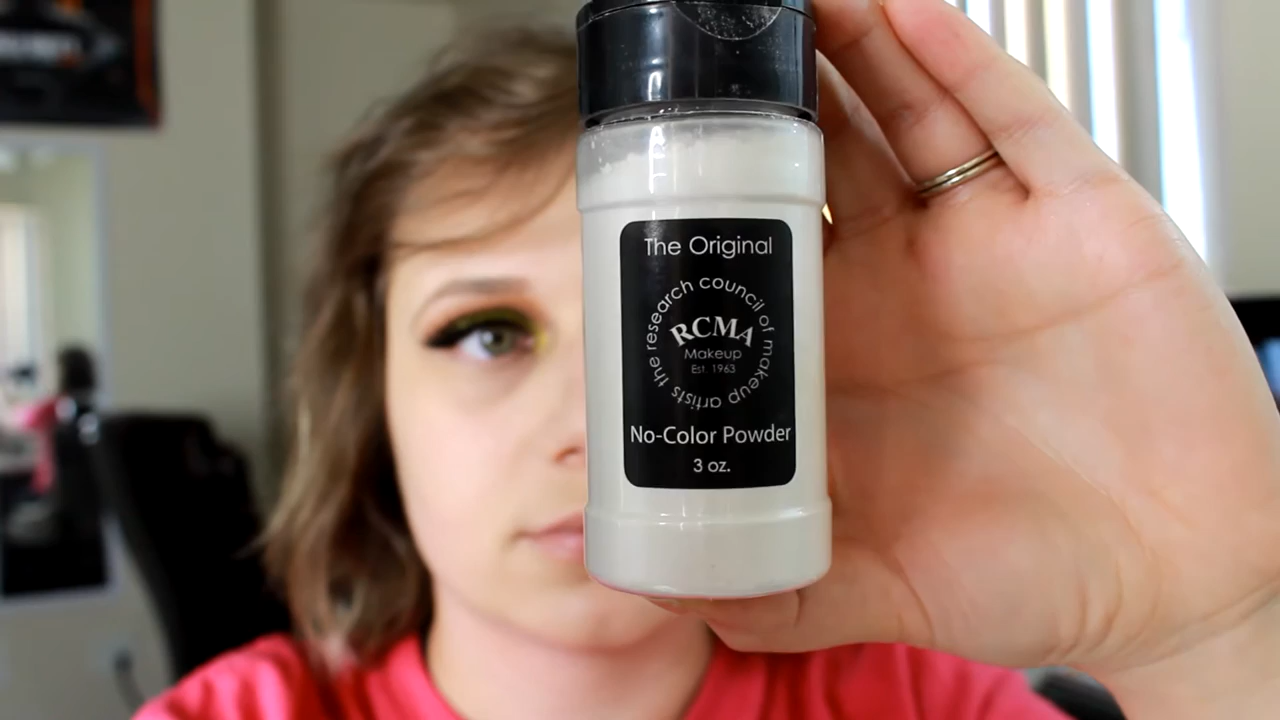 The Original
the research council of makeup artists
RCMA
Makeup
Est. 1963
No-Color Powder
3 oz.